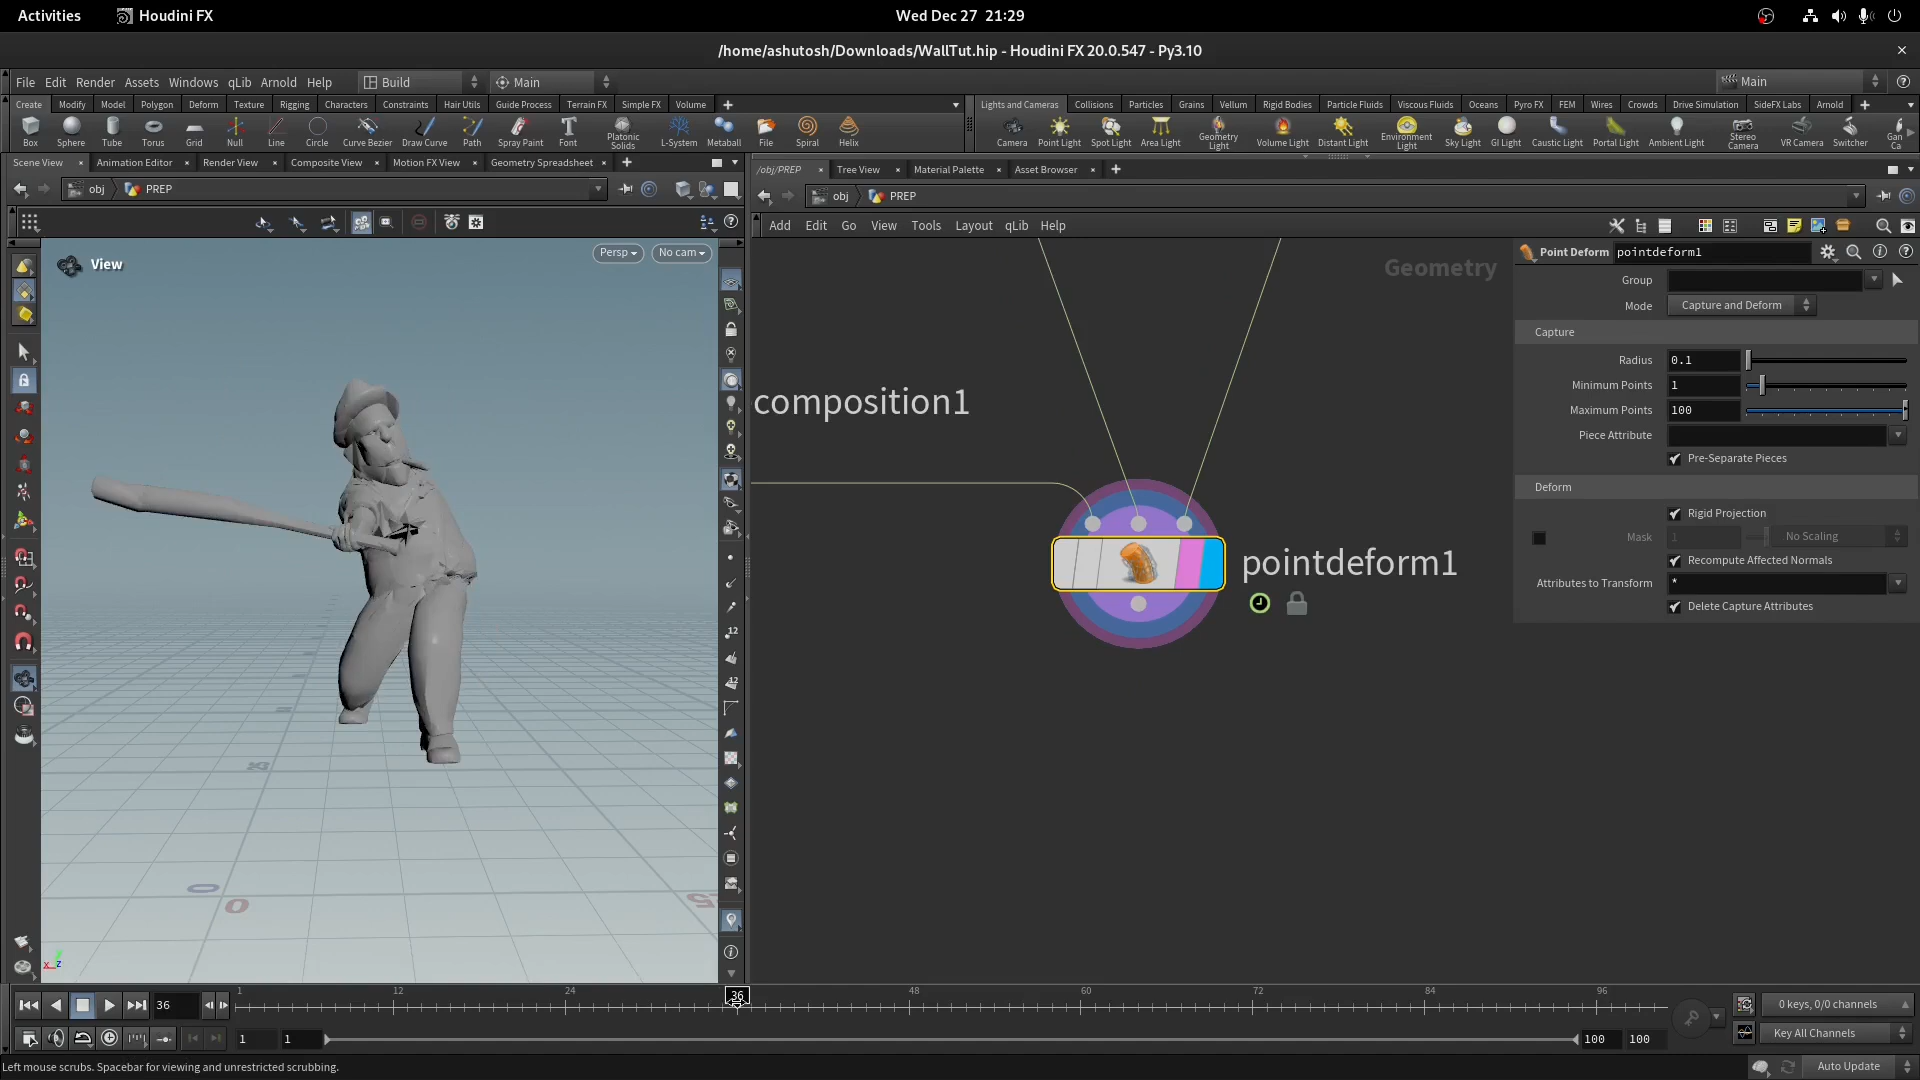 Activities Houdini FX Wed Dec 27 21:29
/home/ashutosh/Downloads/WallTut.hip - Houdini FX 20.0.547 - Py3.10
File Edit Render Assets Windows qLib Arnold Help Build Main Main
Create Modify Model Polygon Deform Texture Rigging Characters Constraints Hair Utils Guide Process Terrain FX Simple FX Volume
Lights and Cameras Collisions Particles Grains Vellum Rigid Bodies Particle Fluids Viscous Fluids Oceans Pyro FX FEM Wires Crowds Drive Simulation SideFX Labs Arnold
Box Sphere Tube Torus Grid Null Line Circle Curve Bezier Draw Curve Path Spray Paint Font Platonic Solids L-System Metaball File Spiral Helix
Camera Point Light Spot Light Area Light Geometry Light Volume Light Distant Light Environment Light Sky Light GI Light Caustic Light Portal Light Ambient Light Stereo Camera VR Camera Switcher Gan Ca
Scene View Animation Editor Render View Composite View Motion FX View Geometry Spreadsheet
/obj/PREP Tree View Material Palette Asset Browser
obj PREP
obj PREP
Add Edit Go View Tools Layout qLib Help
View
Persp No cam
Geometry
composition1
pointdeform1
Point Deform pointdeform1
Group
Mode Capture and Deform
Capture
Radius 0.1
Minimum Points 1
Maximum Points 100
Piece Attribute
Pre-Separate Pieces
Deform
Rigid Projection
Mask 1 No Scaling
Recompute Affected Normals
Attributes to Transform *
Delete Capture Attributes
12
12
0
0
x z
36 1 12 24 36 48 60 72 84 96
0 keys, 0/0 channels
1 1 100 100
Key All Channels
Left mouse scrubs. Spacebar for viewing and unrestricted scrubbing.
Auto Update